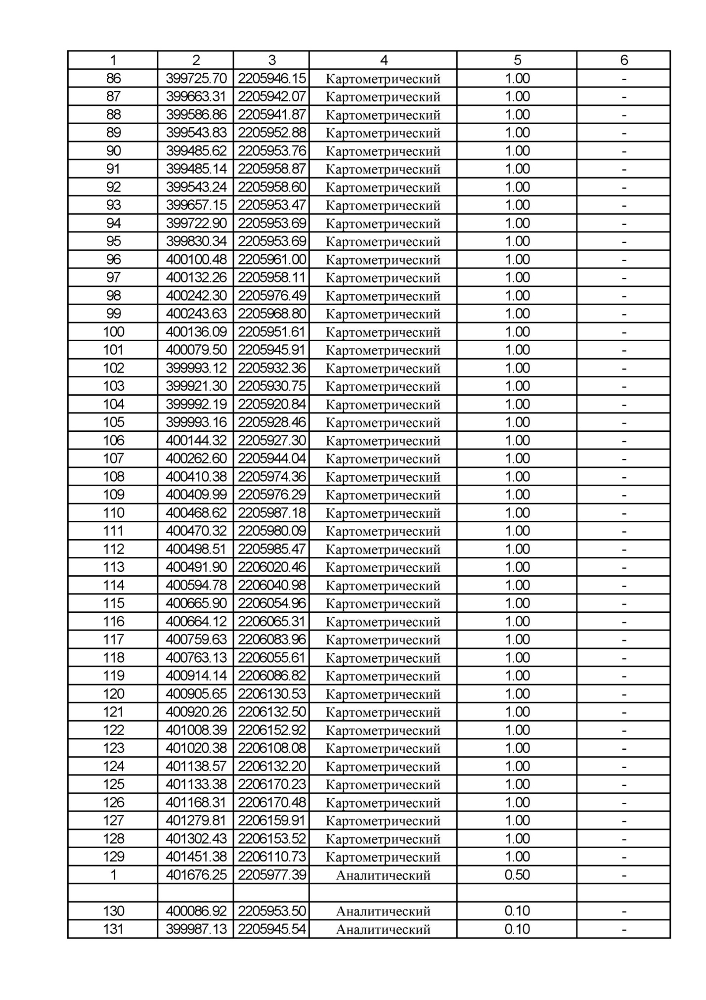 1 2 3 4 5 6
86 399725.70 2205946.15 Картометрический 1.00 -
87 399663.31 2205942.07 Картометрический 1.00 -
88 399586.86 2205941.87 Картометрический 1.00 -
89 399543.83 2205952.88 Картометрический 1.00 -
90 399485.62 2205953.76 Картометрический 1.00 -
91 399485.14 2205958.87 Картометрический 1.00 -
92 399543.24 2205958.60 Картометрический 1.00 -
93 399657.15 2205953.47 Картометрический 1.00 -
94 399722.90 2205953.69 Картометрический 1.00 -
95 399830.34 2205953.69 Картометрический 1.00 -
96 400100.48 2205961.00 Картометрический 1.00 -
97 400132.26 2205958.11 Картометрический 1.00 -
98 400242.30 2205976.49 Картометрический 1.00 -
99 400243.63 2205968.80 Картометрический 1.00 -
100 400136.09 2205951.61 Картометрический 1.00 -
101 400079.50 2205945.91 Картометрический 1.00 -
102 399993.12 2205932.36 Картометрический 1.00 -
103 399921.30 2205930.75 Картометрический 1.00 -
104 399992.19 2205920.84 Картометрический 1.00 -
105 399993.16 2205928.46 Картометрический 1.00 -
106 400144.32 2205927.30 Картометрический 1.00 -
107 400262.60 2205944.04 Картометрический 1.00 -
108 400410.38 2205974.36 Картометрический 1.00 -
109 400409.99 2205976.29 Картометрический 1.00 -
110 400468.62 2205987.18 Картометрический 1.00 -
111 400470.32 2205980.09 Картометрический 1.00 -
112 400498.51 2205985.47 Картометрический 1.00 -
113 400491.90 2206020.46 Картометрический 1.00 -
114 400594.78 2206040.98 Картометрический 1.00 -
115 400665.90 2206054.96 Картометрический 1.00 -
116 400664.12 2206065.31 Картометрический 1.00 -
117 400759.63 2206083.96 Картометрический 1.00 -
118 400763.13 2206055.61 Картометрический 1.00 -
119 400914.14 2206086.82 Картометрический 1.00 -
120 400905.65 2206130.53 Картометрический 1.00 -
121 400920.26 2206132.50 Картометрический 1.00 -
122 401008.39 2206152.92 Картометрический 1.00 -
123 401020.38 2206108.08 Картометрический 1.00 -
124 401138.57 2206132.20 Картометрический 1.00 -
125 401133.38 2206170.23 Картометрический 1.00 -
126 401168.31 2206170.48 Картометрический 1.00 -
127 401279.81 2206159.91 Картометрический 1.00 -
128 401302.43 2206153.52 Картометрический 1.00 -
129 401451.38 2206110.73 Картометрический 1.00 -
1 401676.25 2205977.39 Аналитический 0.50 -
130 400086.92 2205953.50 Аналитический 0.10 -
131 399987.13 2205945.54 Аналитический 0.10 -